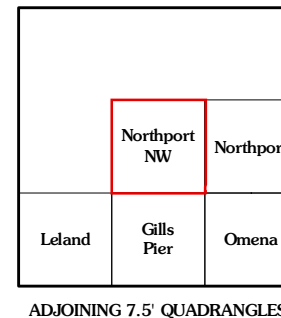 Northport
NW
Northpor
Leland
Gills
Pier
Omena
ADJOINING 7.5' QUADRANGLES